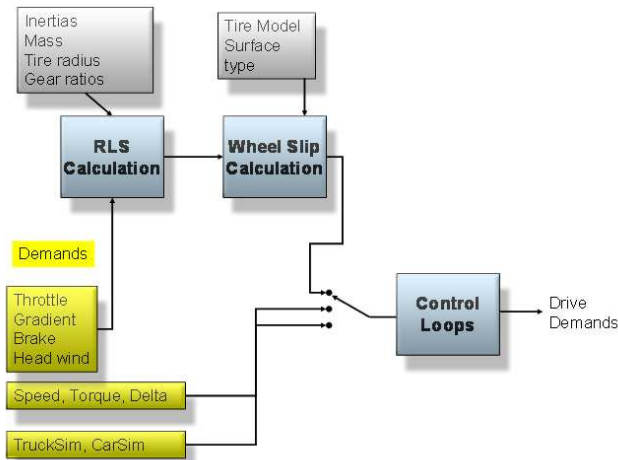 Inertias
Mass
Tire radius
Gear ratios
Tire Model
Surface
type
RLS
Calculation
Wheel Slip
Calculation
Demands
Throttle
Gradient
Brake
Head wind
Control
Loops
Drive
Demands
Speed, Torque, Delta
TruckSim, CarSim